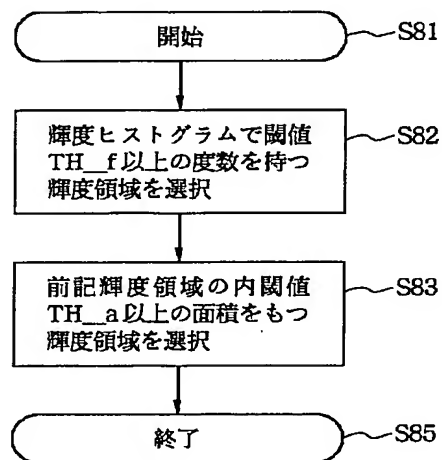 開始
S81
輝度ヒストグラムで閾値
TH_f以上の度数を持つ
輝度領域を選択
S82
前記輝度領域の内閾値
TH_a以上の面積をもつ
輝度領域を選択
S83
終了
S85